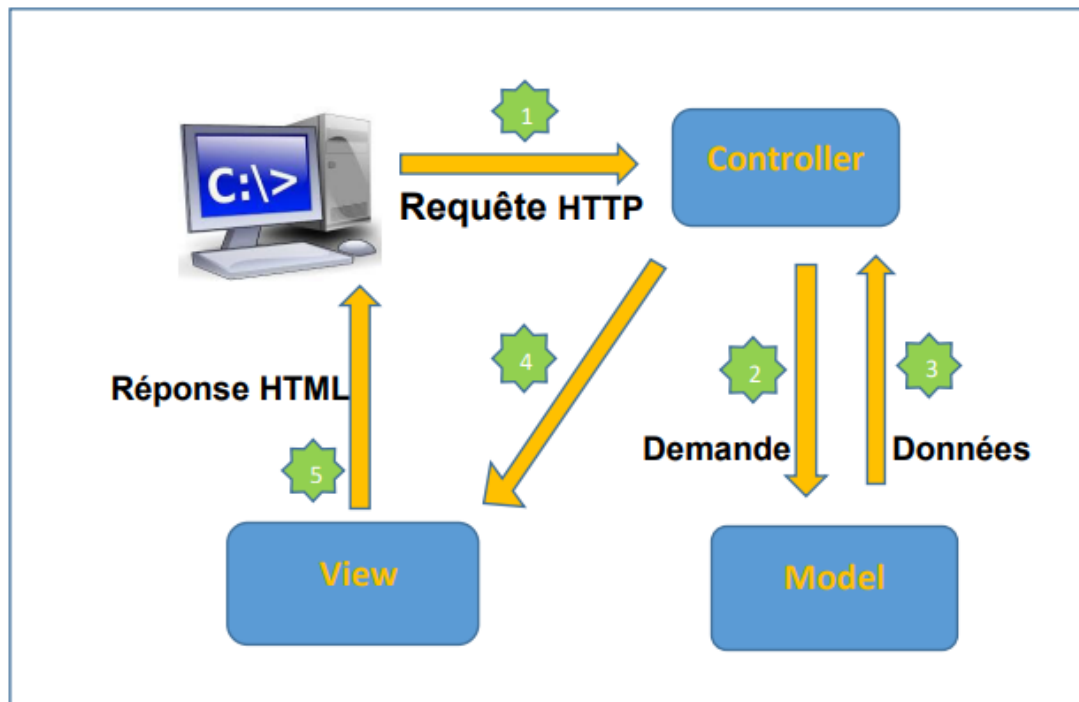 1
Controller
C:\>
Requête HTTP
4
2
3
Réponse HTML
Demande
Données
5
View
Model